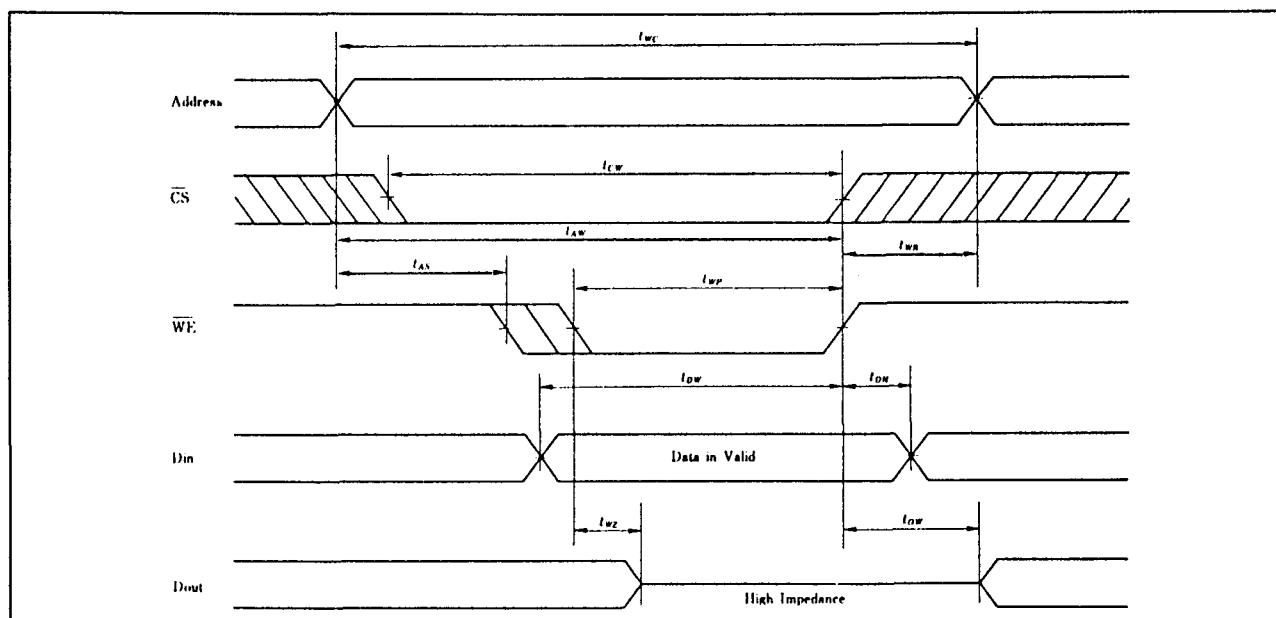 tWC
Address
tCW
CS
tAW
tWR
tAS
tWP
WE
tDW
tDH
Din
Data in Valid
tWZ
tOW
Dout
High Impedance